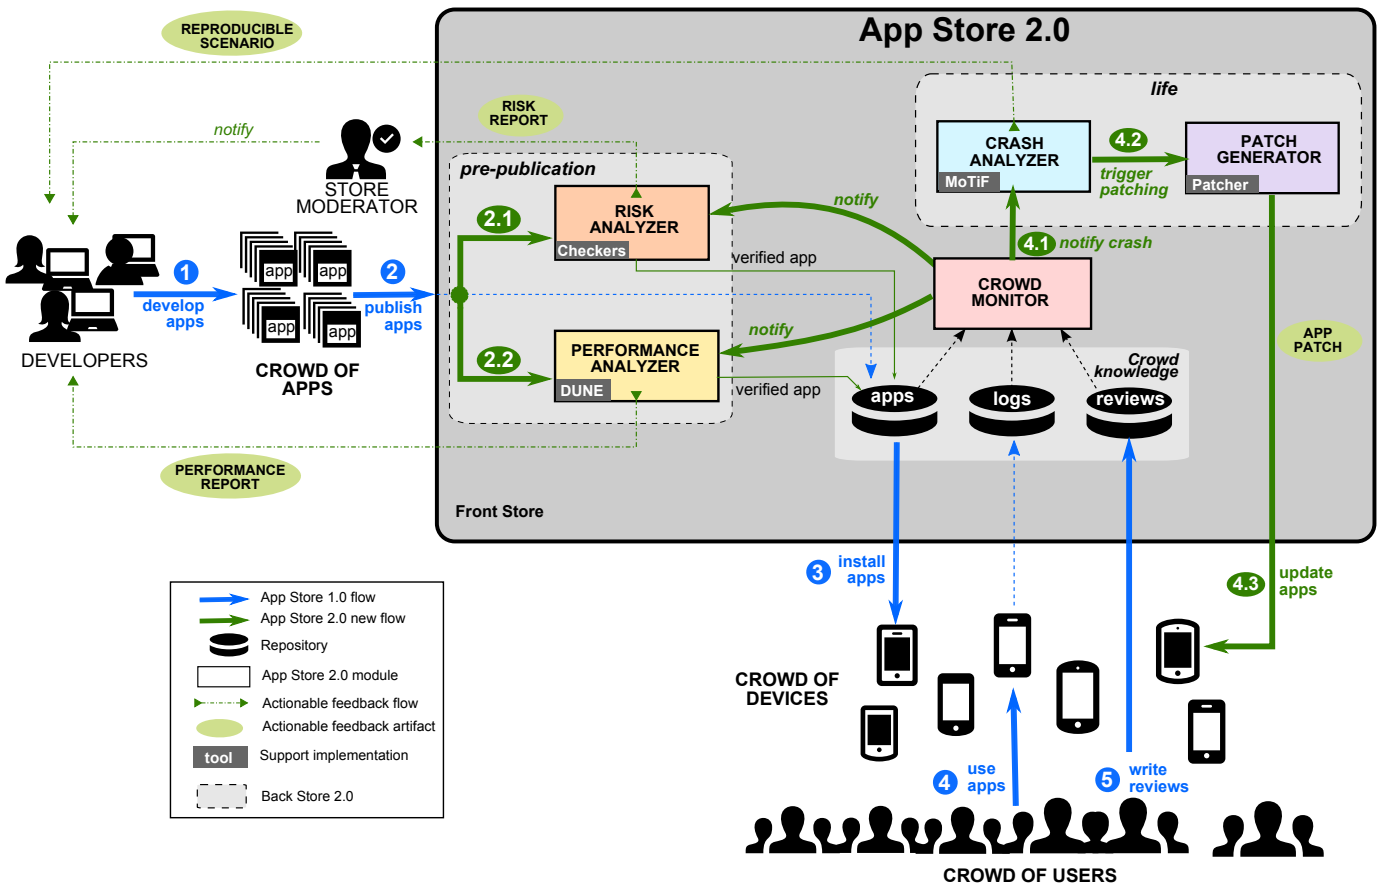 App Store 2.0
REPRODUCIBLE
SCENARIO
RISK
REPORT
notify
STORE
MODERATOR
pre-publication
life
CRASH
ANALYZER
MoTiF
4.2
trigger
patching
PATCH
GENERATOR
Patcher
2.1
RISK
ANALYZER
Checkers
notify
4.1
notify crash
verified app
CROWD
MONITOR
1
develop
apps
app
app
app
app
2
publish
apps
DEVELOPERS
CROWD OF
APPS
2.2
PERFORMANCE
ANALYZER
DUNE
notify
verified app
Crowd
knowledge
apps
logs
reviews
APP
PATCH
PERFORMANCE
REPORT
Front Store
3
install
apps
4.3
update
apps
App Store 1.0 flow
App Store 2.0 new flow
Repository
App Store 2.0 module
Actionable feedback flow
Actionable feedback artifact
tool
Support implementation
Back Store 2.0
CROWD OF
DEVICES
4
use
apps
5
write
reviews
CROWD OF USERS